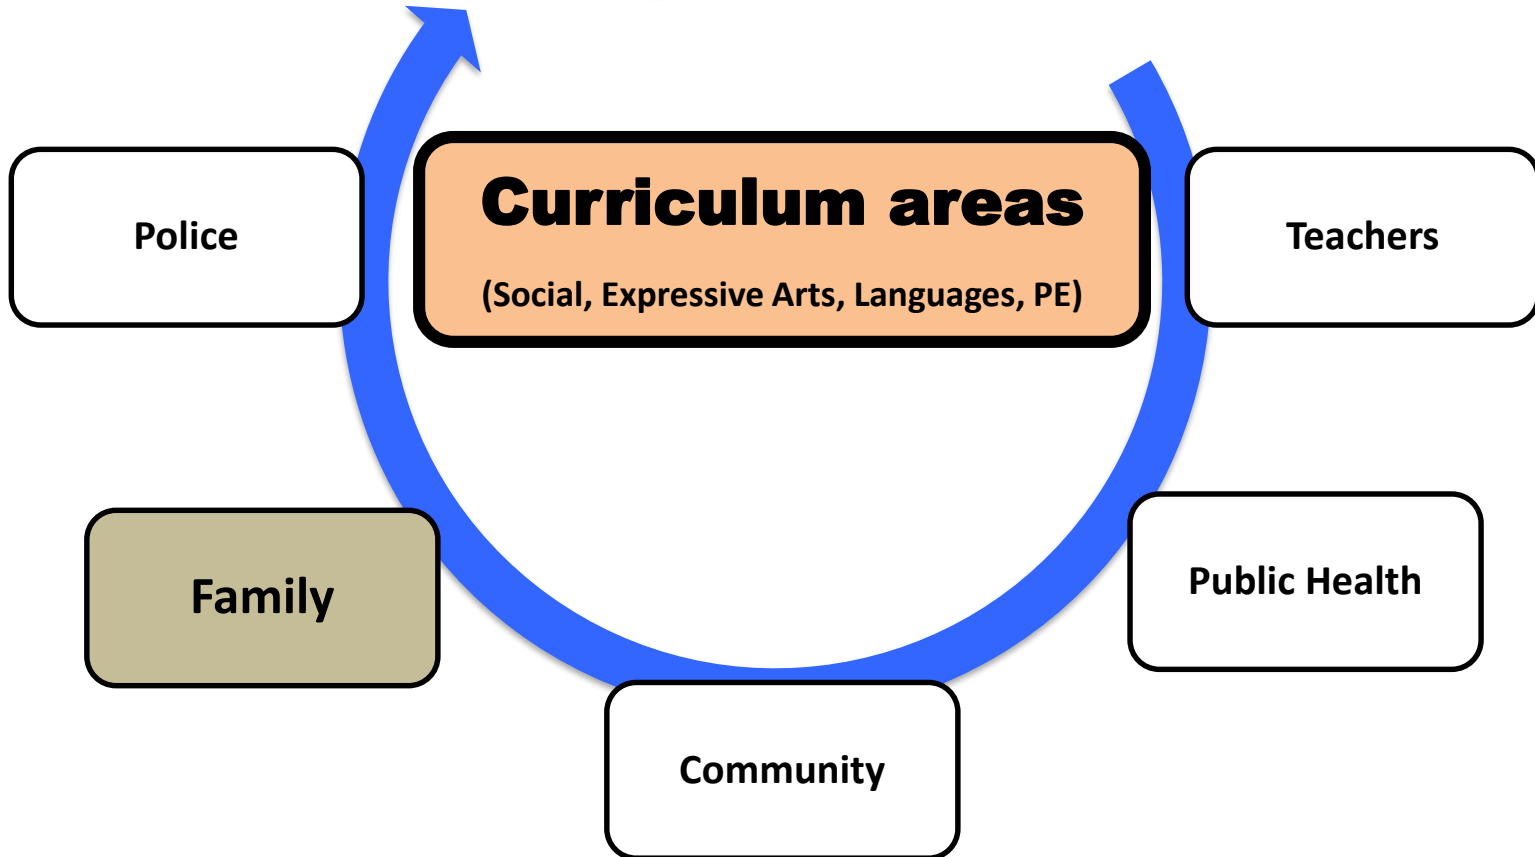 Curriculum areas
(Social, Expressive Arts, Languages, PE)
Police
Teachers
Family
Public Health
Community